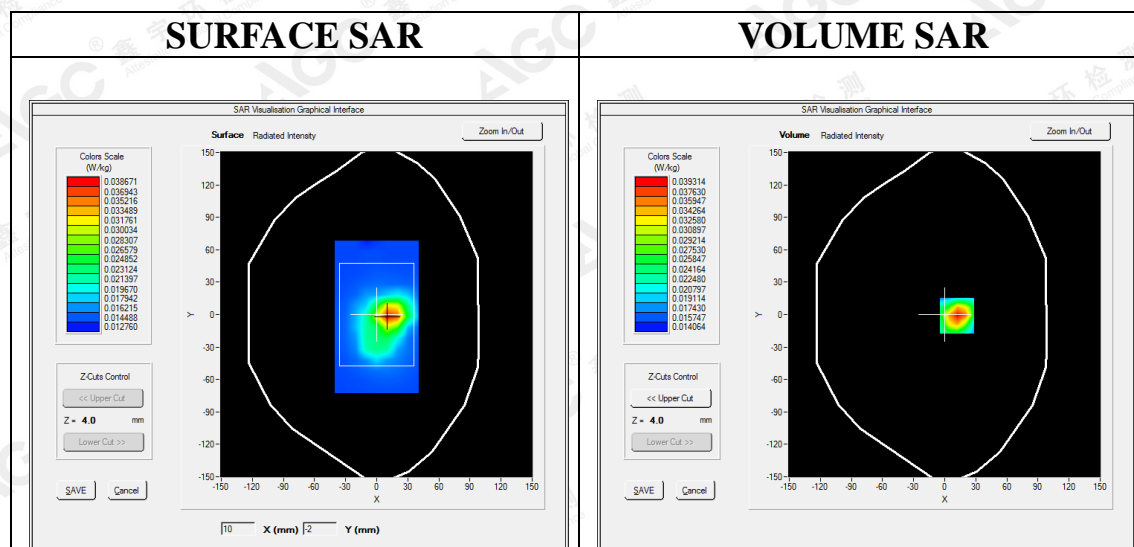 SURFACE SAR
SAR Visualisation Graphical Interface
Surface Radiated Intensity
Zoom In/Out
Colors Scale
(W/kg)
0.038671
0.036943
0.035216
0.033489
0.031761
0.030034
0.028307
0.026579
0.024852
0.023124
0.021397
0.019670
0.017942
0.016215
0.014488
0.012760
Z-Cuts Control
<< Upper Cut
Z = 4.0 mm
Lower Cut >>
SAVE Cancel
150
120
90
60
30
0
-30
-60
-90
-120
-150
Y
-150 -120 -90 -60 -30 0 30 60 90 120 150
X
10 X (mm) -2 Y (mm)
VOLUME SAR
SAR Visualisation Graphical Interface
Volume Radiated Intensity
Zoom In/Out
Colors Scale
(W/kg)
0.039314
0.037630
0.035947
0.034264
0.032580
0.030897
0.029214
0.027530
0.025847
0.024164
0.022480
0.020797
0.019114
0.017430
0.015747
0.014064
Z-Cuts Control
<< Upper Cut
Z = 4.0 mm
Lower Cut >>
SAVE Cancel
150
120
90
60
30
0
-30
-60
-90
-120
-150
Y
-150 -120 -90 -60 -30 0 30 60 90 120 150
X